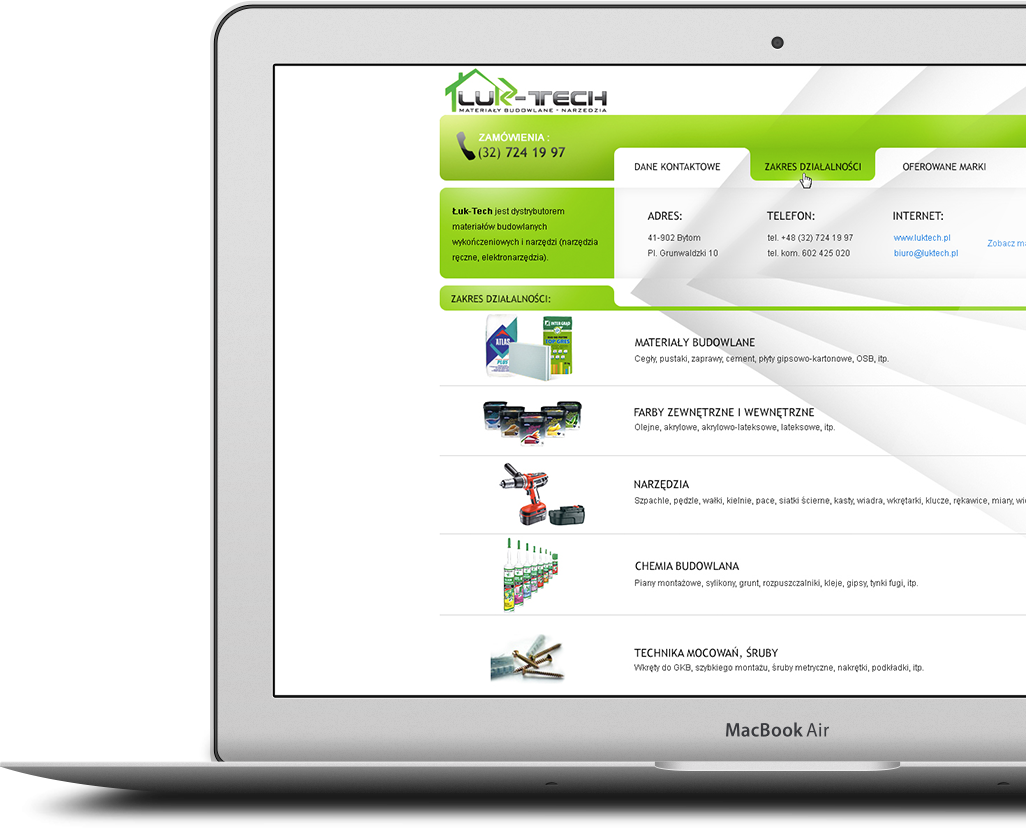 ŁUK-TECH
MATERIAŁY BUDOWLANE - NARZĘDZIA
ZAMÓWIENIA :
(32) 724 19 97
DANE KONTAKTOWE
ZAKRES DZIAŁALNOŚCI
OFEROWANE MARKI
Łuk-Tech jest dystrybutorem
materiałów budowlanych
wykończeniowych i narzędzi (narzędzia
ręczne, elektronarzędzia).
ADRES:
41-902 Bytom
Pl. Grunwaldzki 10
TELEFON:
tel. +48 (32) 724 19 97
tel. kom. 602 425 020
INTERNET:
www.luktech.pl
biuro@luktech.pl
Zobacz
ZAKRES DZIAŁALNOŚCI:
ATLAS
MATERIAŁY BUDOWLANE
Cegły, pustaki, zaprawy, cement, płyty gipsowo-kartonowe, OSB, itp.
FARBY ZEWNĘTRZNE I WEWNĘTRZNE
Olejne, akrylowe, akrylowo-lateksowe, lateksowe, itp.
NARZĘDZIA
Szpachle, pędzle, wałki, kielnie, pace, siatki ścierne, kasty, wiadra, wkrętarki, klucze, rękawice, miary,
CHEMIA BUDOWLANA
Piany montażowe, sylikony, grunt, rozpuszczalniki, kleje, gipsy, tynki fugi, itp.
TECHNIKA MOCOWAŃ, ŚRUBY
Wkręty do GKB, szybkiego montażu, śruby metryczne, nakrętki, podkładki, itp.
MacBook Air